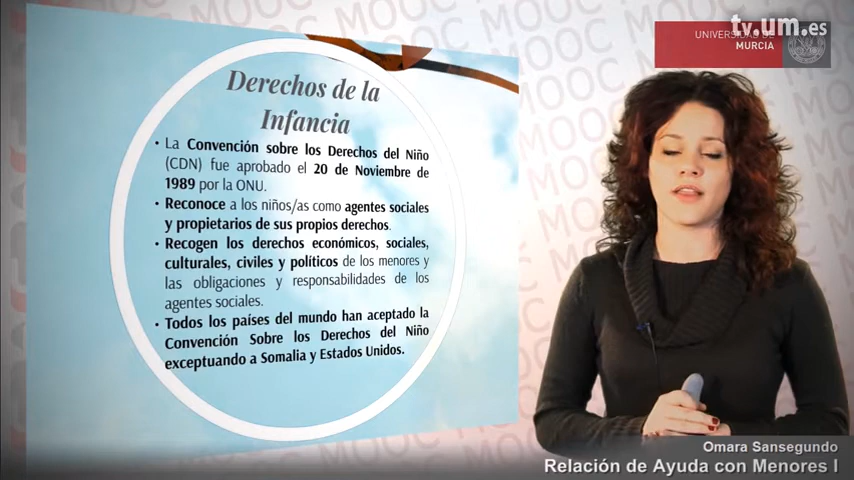 tv.um.es
UNIVERSIDAD DE
MURCIA
Derechos de la
Infancia
• La Convención sobre los Derechos del Niño
(CDN) fue aprobado el 20 de Noviembre de
1989 por la ONU.
• Reconoce a los niños/as como agentes sociales
y propietarios de sus propios derechos.
• Recogen los derechos económicos, sociales,
culturales, civiles y políticos de los menores y
las obligaciones y responsabilidades de los
agentes sociales.
• Todos los países del mundo han aceptado la
Convención Sobre los Derechos del Niño
exceptuando a Somalia y Estados Unidos.
MOOC MOOC MOOC
Omara Sansegundo
Relación de Ayuda con Menores I